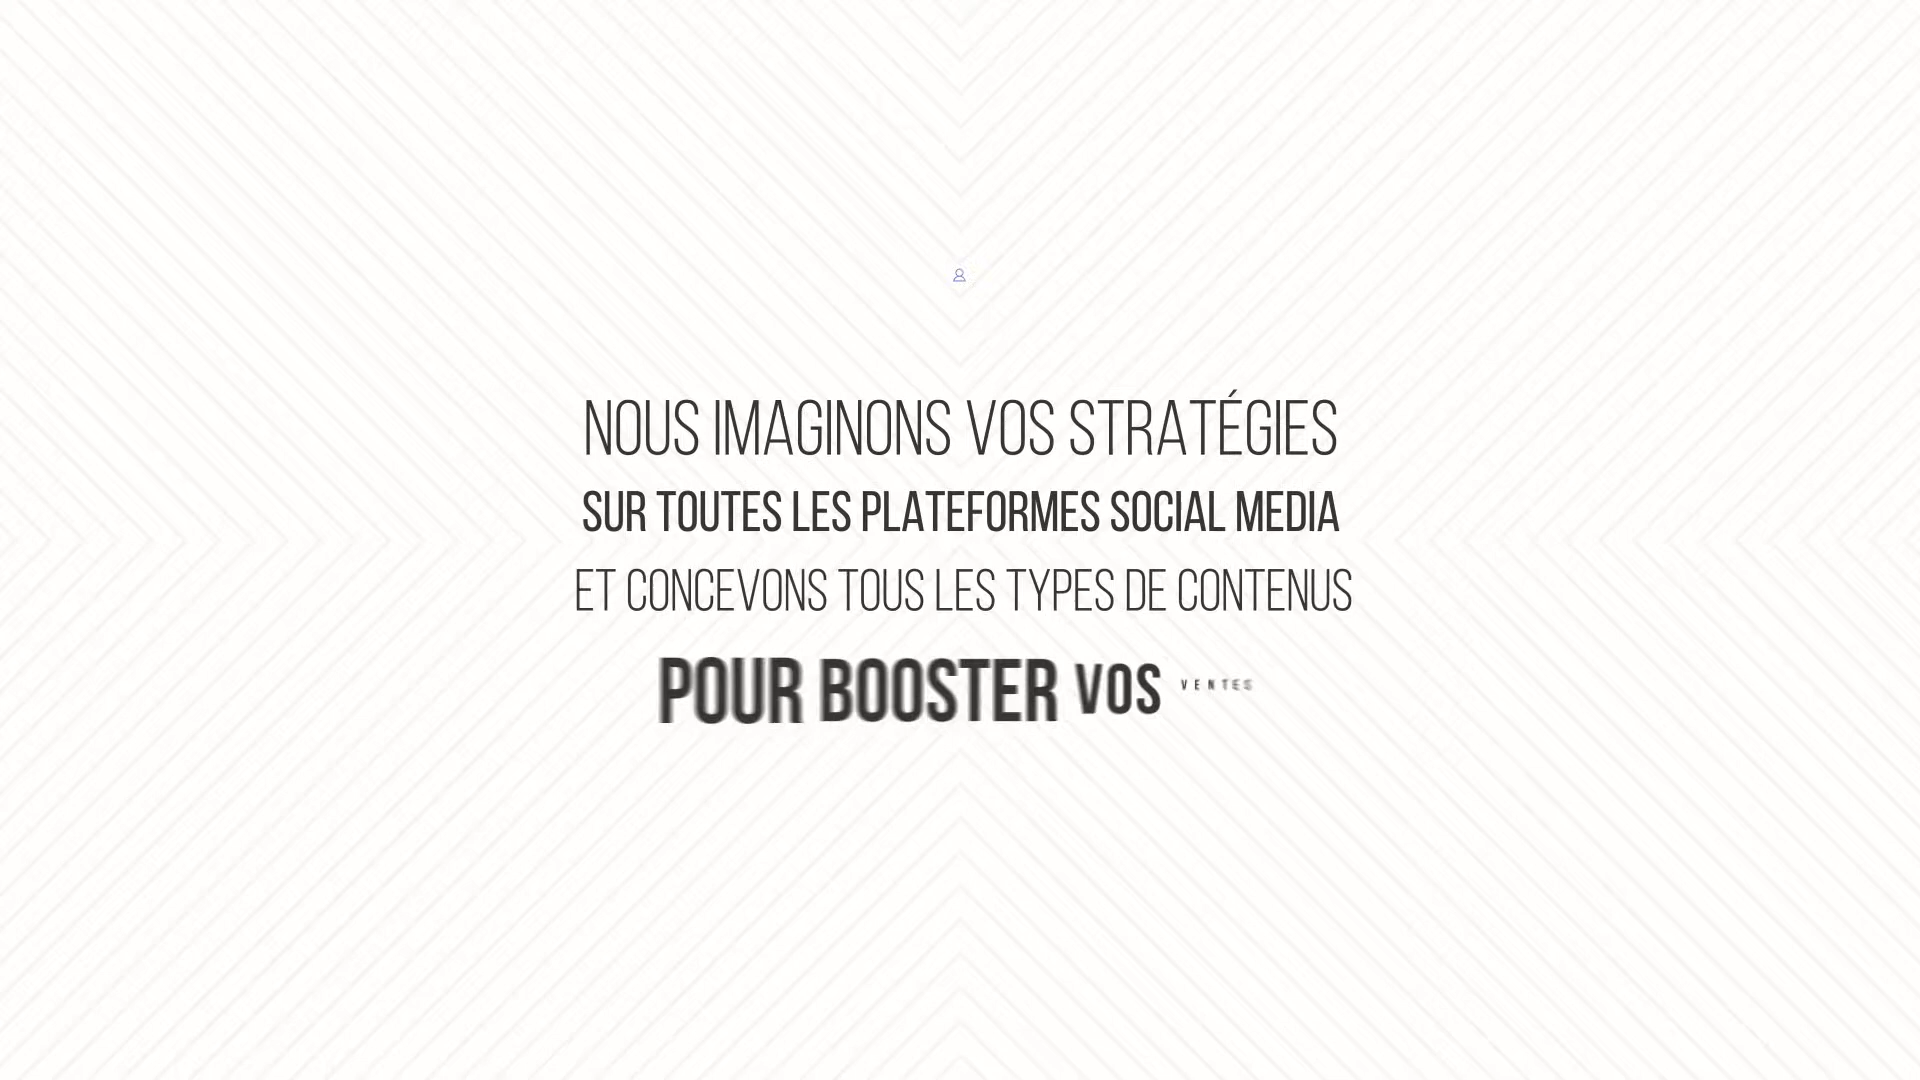 NOUS IMAGINONS VOS STRATÉGIES
SUR TOUTES LES PLATEFORMES SOCIAL MEDIA
ET CONCEVONS TOUS LES TYPES DE CONTENUS
POUR BOOSTER VOS VENTES